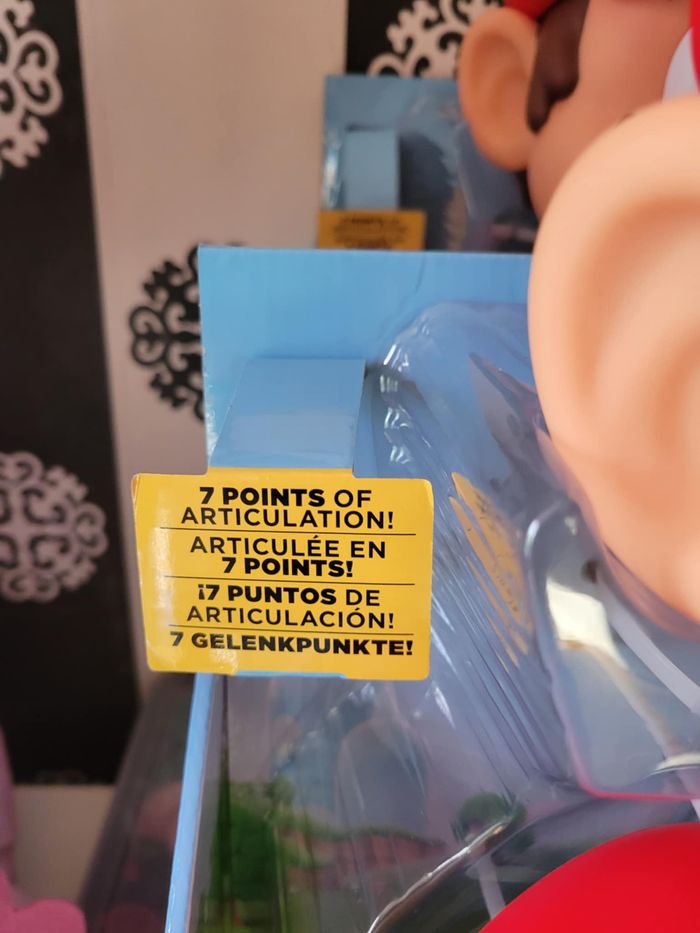 7 POINTS OF
ARTICULATION!
ARTICULÉE EN
7 POINTS!
¡7 PUNTOS DE
ARTICULACIÓN!
7 GELENKPUNKTE!